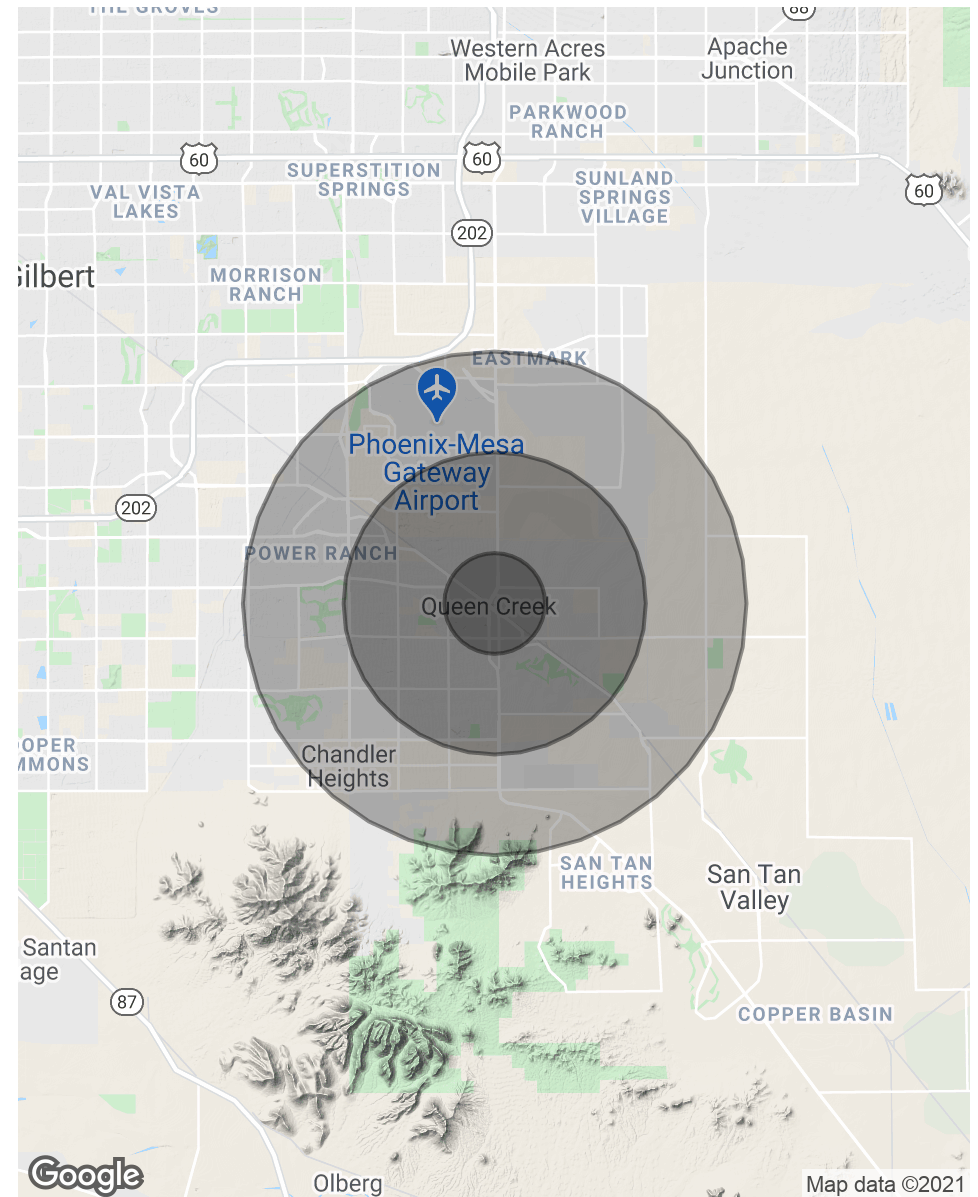 THE GROVES
88
Western Acres
Mobile Park
Apache
Junction
PARKWOOD
RANCH
60
60
SUPERSTITION
SPRINGS
SUNLAND
SPRINGS
VILLAGE
60
VAL VISTA
LAKES
202
Gilbert
MORRISON
RANCH
EASTMARK
Phoenix-Mesa
Gateway
Airport
202
POWER RANCH
Queen Creek
OOPER
MMONS
Chandler
Heights
SAN TAN
HEIGHTS
San Tan
Valley
Santan
age
87
COPPER BASIN
Google
Olberg
Map data ©2021